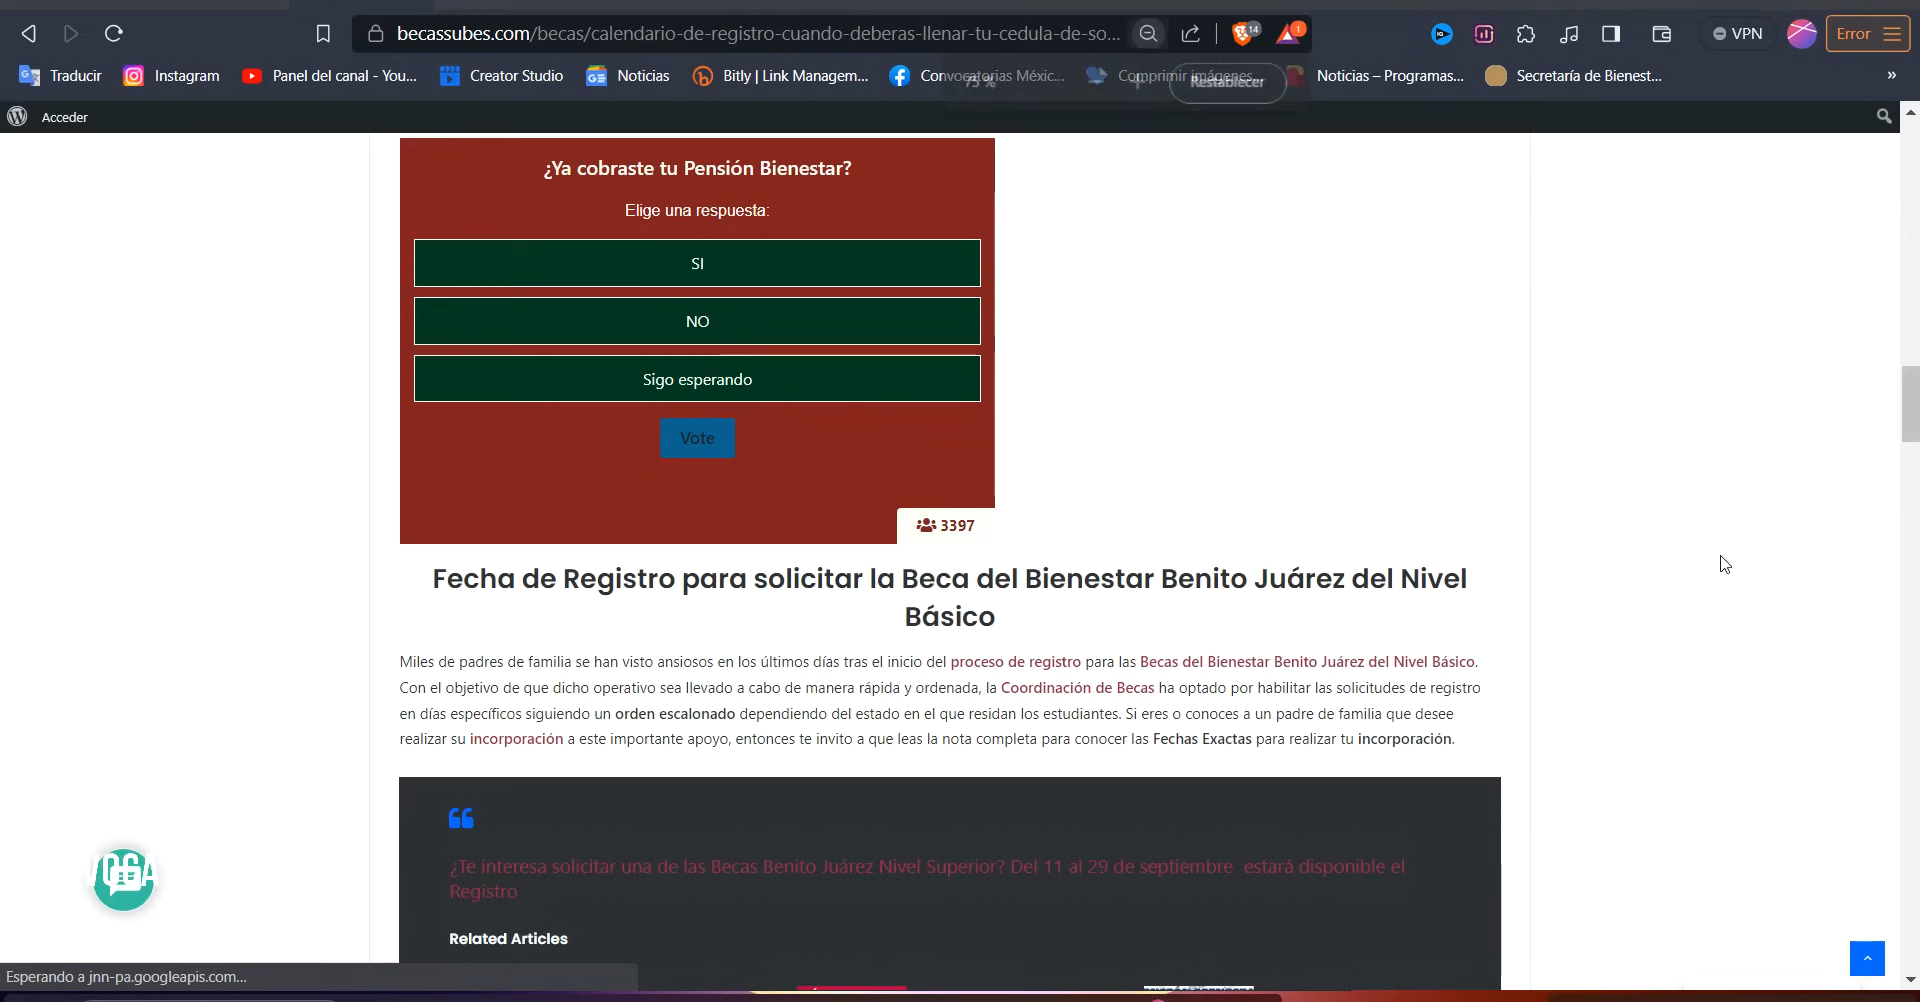 becassubes.com/becas/calendario-de-registro-cuando-deberas-llenar-tu-cedula-de-so...
14
1
VPN
Error
Traducir
Instagram
Panel del canal - You...
Creator Studio
Noticias
Bitly | Link Managem...
Convocatorias Méxic...
Comprimir imágenes...
Noticias – Programas...
Secretaría de Bienest...
»
75 %
Restablecer
Acceder
¿Ya cobraste tu Pensión Bienestar?
Elige una respuesta:
SI
NO
Sigo esperando
Vote
3397
Fecha de Registro para solicitar la Beca del Bienestar Benito Juárez del Nivel
Básico
Miles de padres de familia se han visto ansiosos en los últimos días tras el inicio del proceso de registro para las Becas del Bienestar Benito Juárez del Nivel Básico.
Con el objetivo de que dicho operativo sea llevado a cabo de manera rápida y ordenada, la Coordinación de Becas ha optado por habilitar las solicitudes de registro
en días específicos siguiendo un orden escalonado dependiendo del estado en el que residan los estudiantes. Si eres o conoces a un padre de familia que desee
realizar su incorporación a este importante apoyo, entonces te invito a que leas la nota completa para conocer las Fechas Exactas para realizar tu incorporación.
¿Te interesa solicitar una de las Becas Benito Juárez Nivel Superior? Del 11 al 29 de septiembre estará disponible el
Registro
Related Articles
Esperando a jnn-pa.googleapis.com...